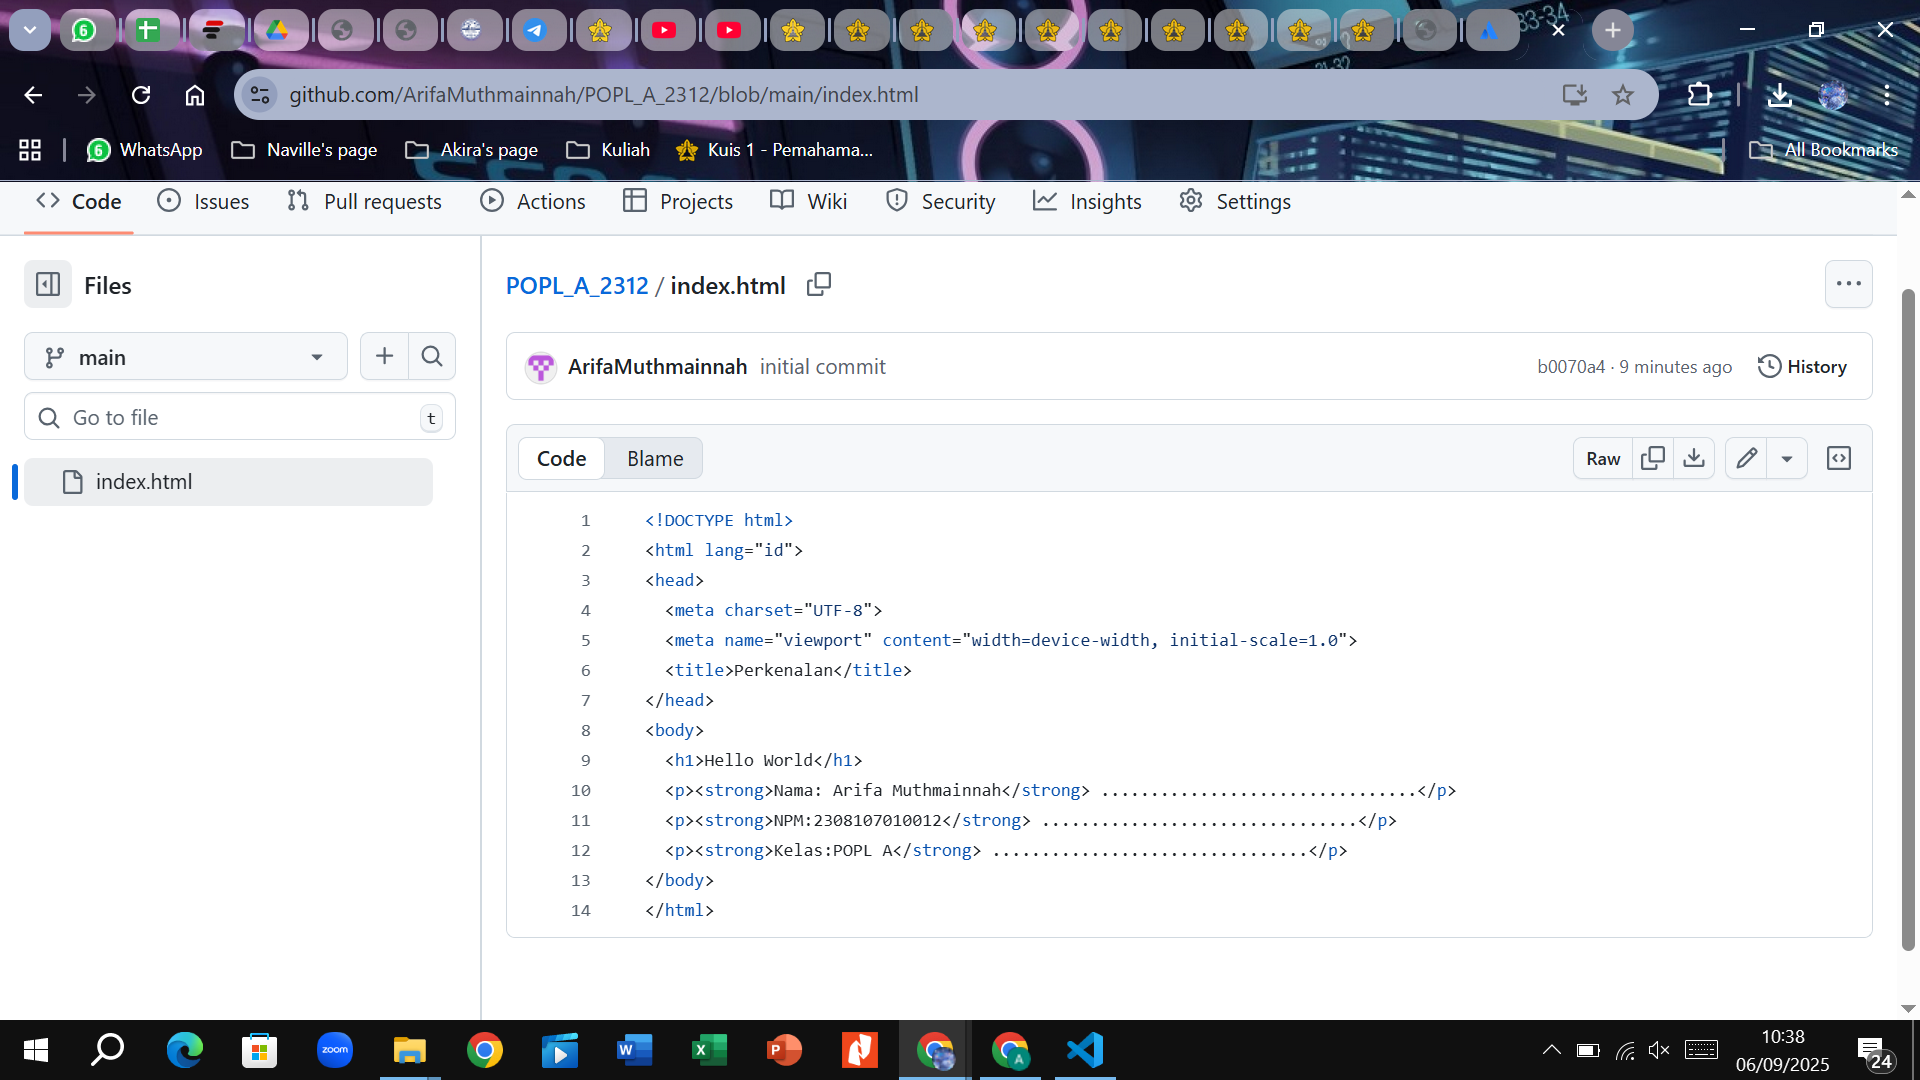 github.com/ArifaMuthmainnah/POPL_A_2312/blob/main/index.html
WhatsApp Naville's page Akira's page Kuliah Kuis 1 - Pemahama... All Bookmarks
Code Issues Pull requests Actions Projects Wiki Security Insights Settings
Files
main
Go to file t
index.html
POPL_A_2312 / index.html
ArifaMuthmainnah initial commit b0070a4 · 9 minutes ago History
Code Blame Raw
1 <!DOCTYPE html>
2 <html lang="id">
3 <head>
4 <meta charset="UTF-8">
5 <meta name="viewport" content="width=device-width, initial-scale=1.0">
6 <title>Perkenalan</title>
7 </head>
8 <body>
9 <h1>Hello World</h1>
10 <p><strong>Nama: Arifa Muthmainnah</strong> ................................</p>
11 <p><strong>NPM:2308107010012</strong> ................................</p>
12 <p><strong>Kelas:POPL A</strong> ................................</p>
13 </body>
14 </html>
zoom
10:38
06/09/2025
24